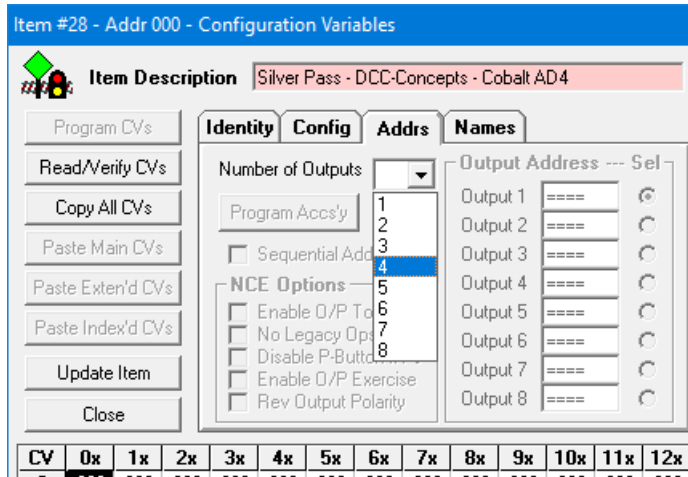 Item #28 - Addr 000 - Configuration Variables
Item Description Silver Pass - DCC-Concepts - Cobalt AD4
Program CVs
Read/Verify CVs
Copy All CVs
Paste Main CVs
Paste Exten'd CVs
Paste Index'd CVs
Update Item
Close
Identity Config Addrs Names
Number of Outputs
Program Accs'y
Sequential Add
NCE Options
Enable O/P To
No Legacy Ops
Disable P-Button
Enable O/P Exercise
Rev Output Polarity
1
2
3
4
5
6
7
8
Output Address --- Sel
Output 1 ====
Output 2 ====
Output 3 ====
Output 4 ====
Output 5 ====
Output 6 ====
Output 7 ====
Output 8 ====
CV 0x 1x 2x 3x 4x 5x 6x 7x 8x 9x 10x 11x 12x